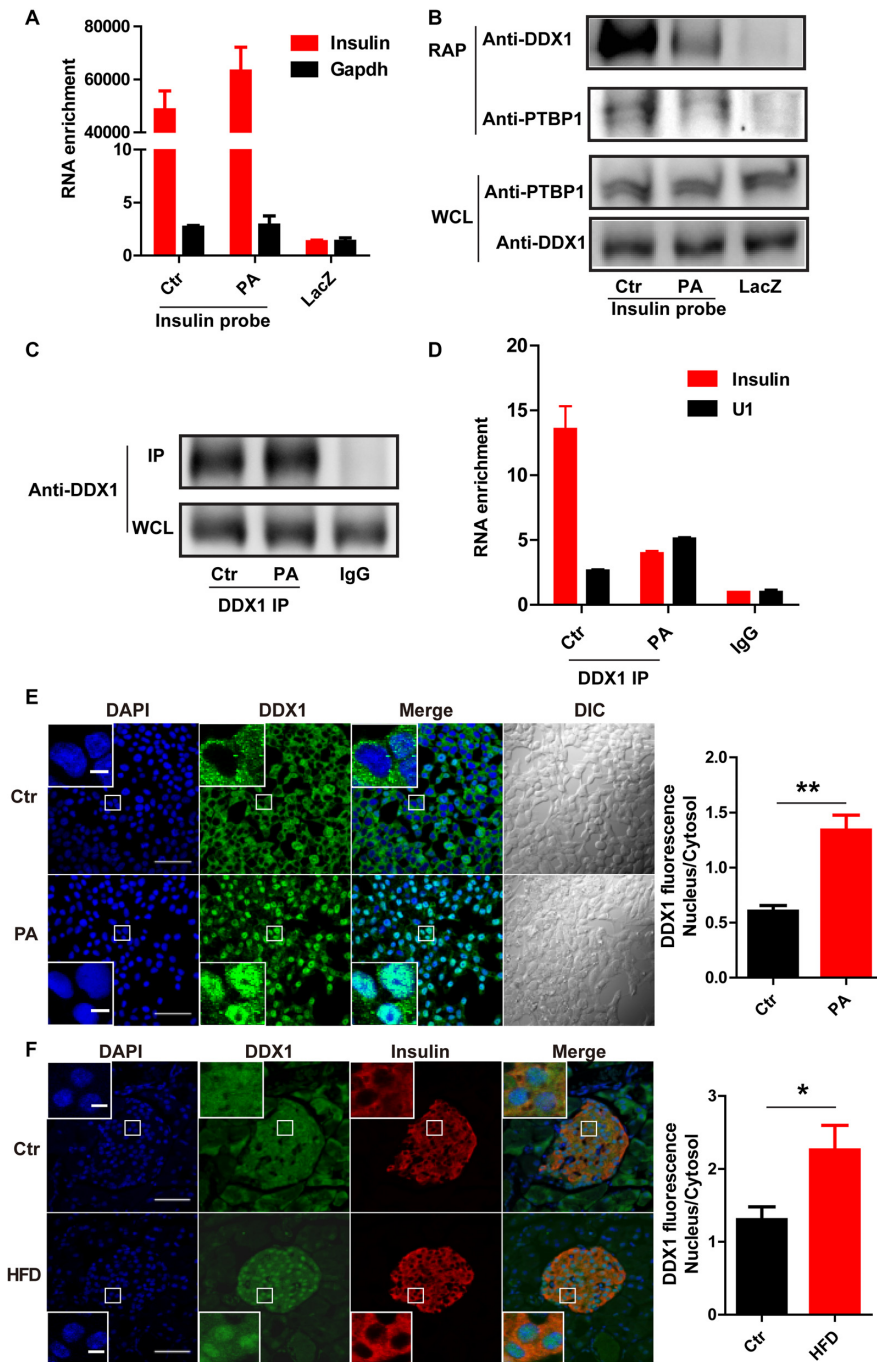 A
RNA enrichment
80000
60000
40000
10
5
0
Insulin
Gapdh
Ctr
PA
LacZ
Insulin probe
B
RAP
Anti-DDX1
Anti-PTBP1
WCL
Anti-PTBP1
Anti-DDX1
Ctr PA LacZ
Insulin probe
C
Anti-DDX1
IP
WCL
Ctr PA IgG
DDX1 IP
D
RNA enrichment
20
15
10
5
0
Insulin
U1
Ctr
PA
IgG
DDX1 IP
E
DAPI DDX1 Merge DIC
Ctr
PA
DDX1 fluorescence
Nucleus/Cytosol
2.0
1.5
1.0
0.5
0.0
**
Ctr
PA
F
DAPI DDX1 Insulin Merge
Ctr
HFD
DDX1 fluorescence
Nucleus/Cytosol
3
2
1
0
*
Ctr
HFD